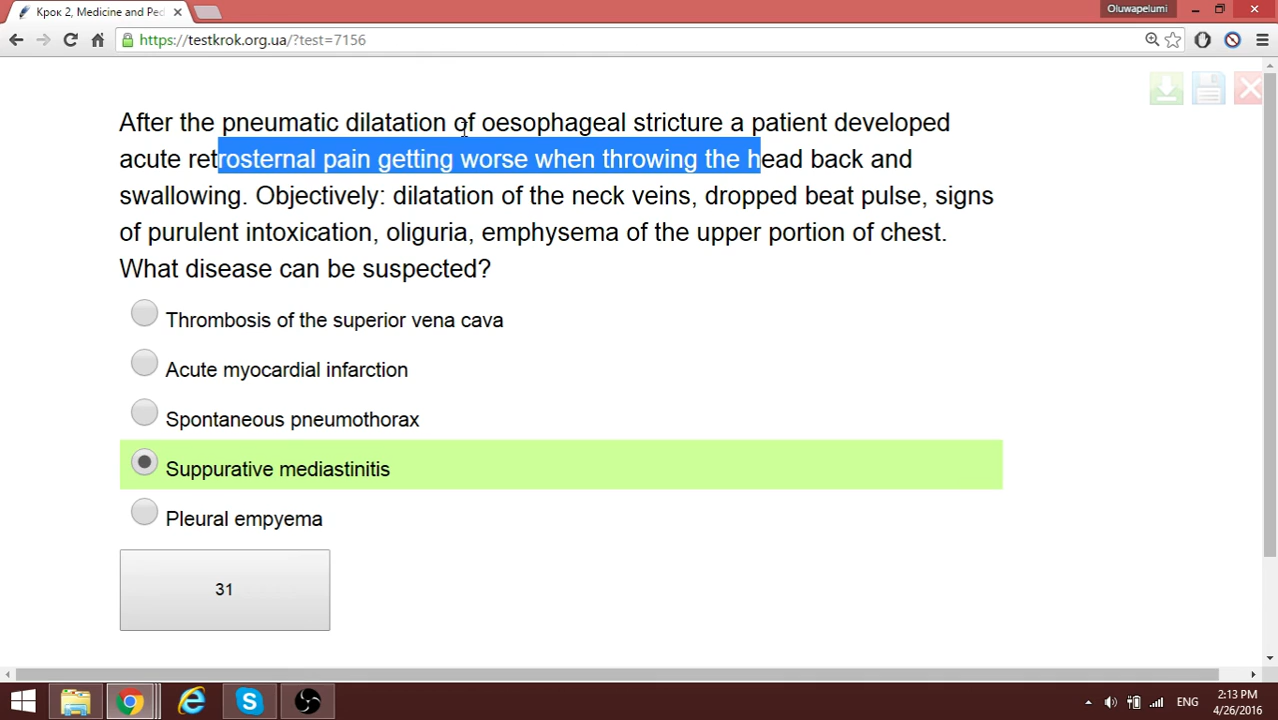 Крок 2, Medicine and Ped
Oluwapelumi
https://testkrok.org.ua/?test=7156
After the pneumatic dilatation of oesophageal stricture a patient developed
acute retrosternal pain getting worse when throwing the head back and
swallowing. Objectively: dilatation of the neck veins, dropped beat pulse, signs
of purulent intoxication, oliguria, emphysema of the upper portion of chest.
What disease can be suspected?
Thrombosis of the superior vena cava
Acute myocardial infarction
Spontaneous pneumothorax
Suppurative mediastinitis
Pleural empyema
31
ENG
2:13 PM
4/26/2016